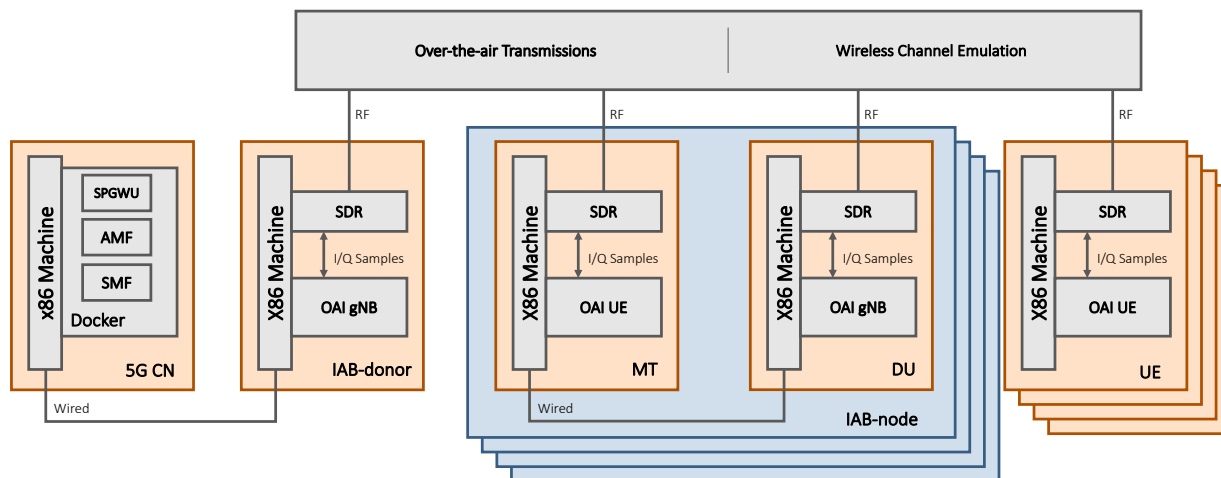 Over-the-air Transmissions
Wireless Channel Emulation
RF
RF
RF
RF
x86 Machine
SPGWU
AMF
SMF
Docker
5G CN
X86 Machine
SDR
I/Q Samples
OAI gNB
IAB-donor
X86 Machine
SDR
I/Q Samples
OAI UE
MT
X86 Machine
SDR
I/Q Samples
OAI gNB
DU
X86 Machine
SDR
I/Q Samples
OAI UE
UE
Wired
Wired
IAB-node